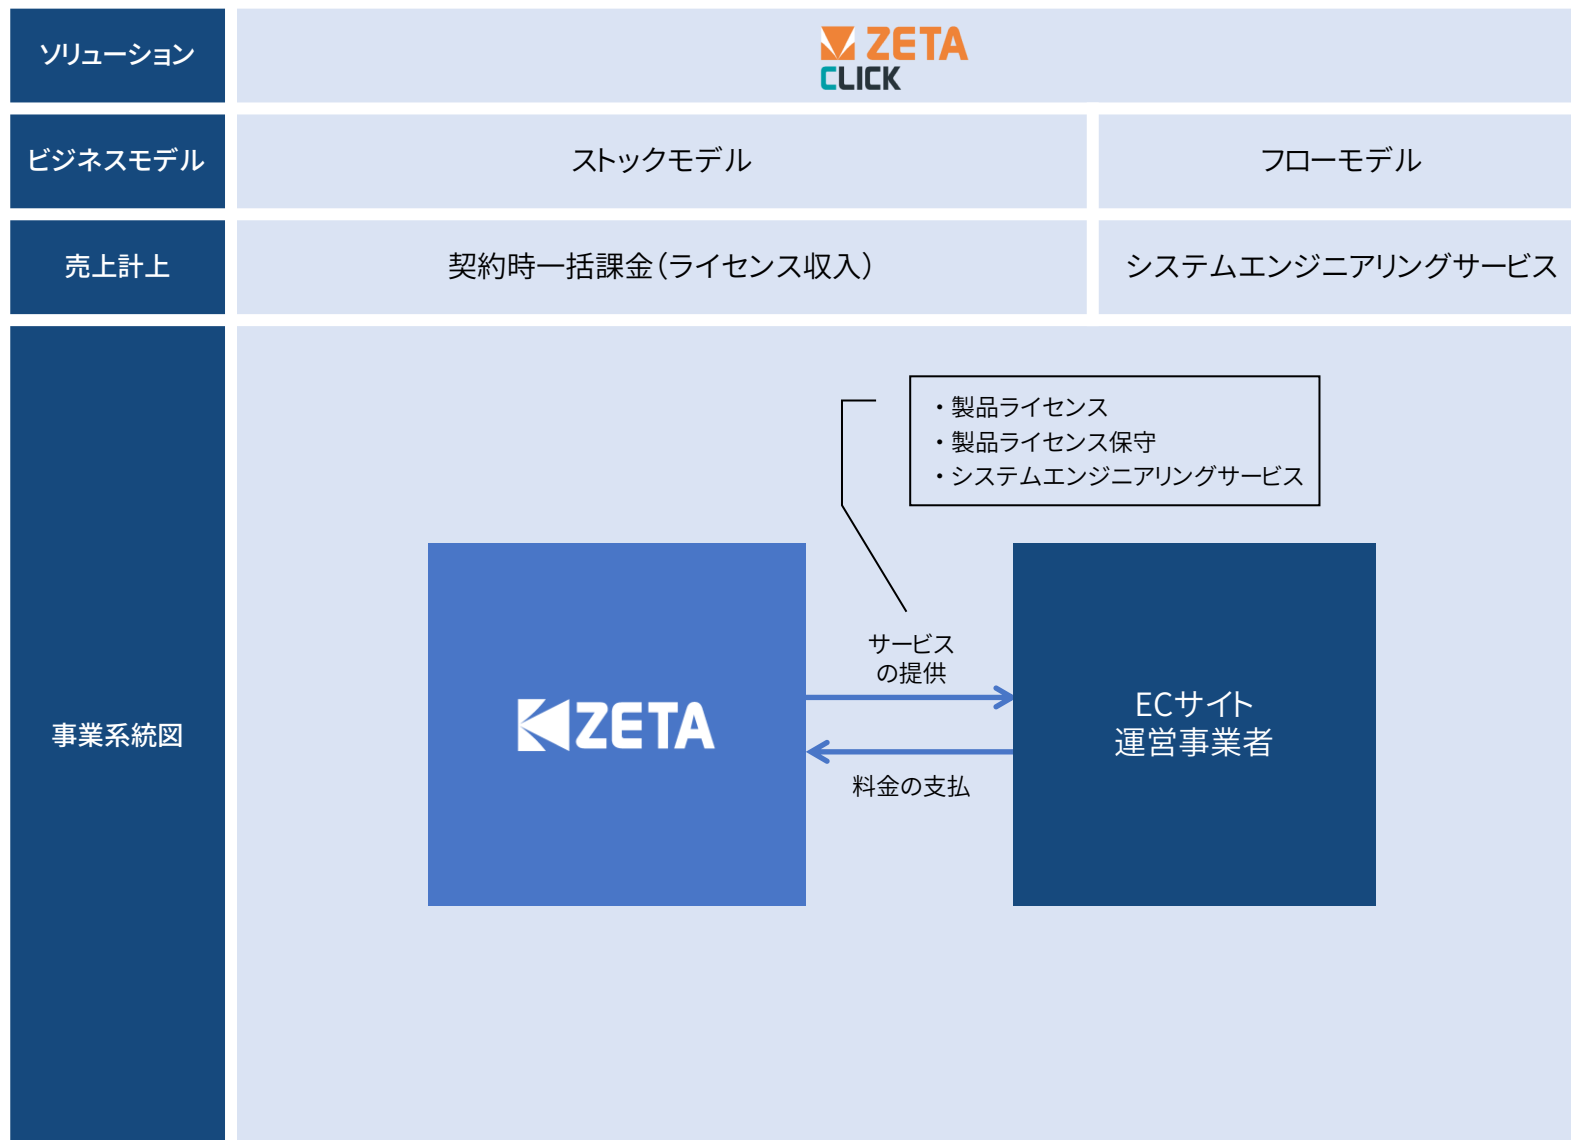 ソリューション
ZETA
CLICK
ビジネスモデル
ストックモデル
フローモデル
売上計上
契約時一括課金(ライセンス収入)
システムエンジニアリングサービス
事業系統図
・製品ライセンス
・製品ライセンス保守
・システムエンジニアリングサービス
サービス
の提供
ZETA
ECサイト
運営事業者
料金の支払